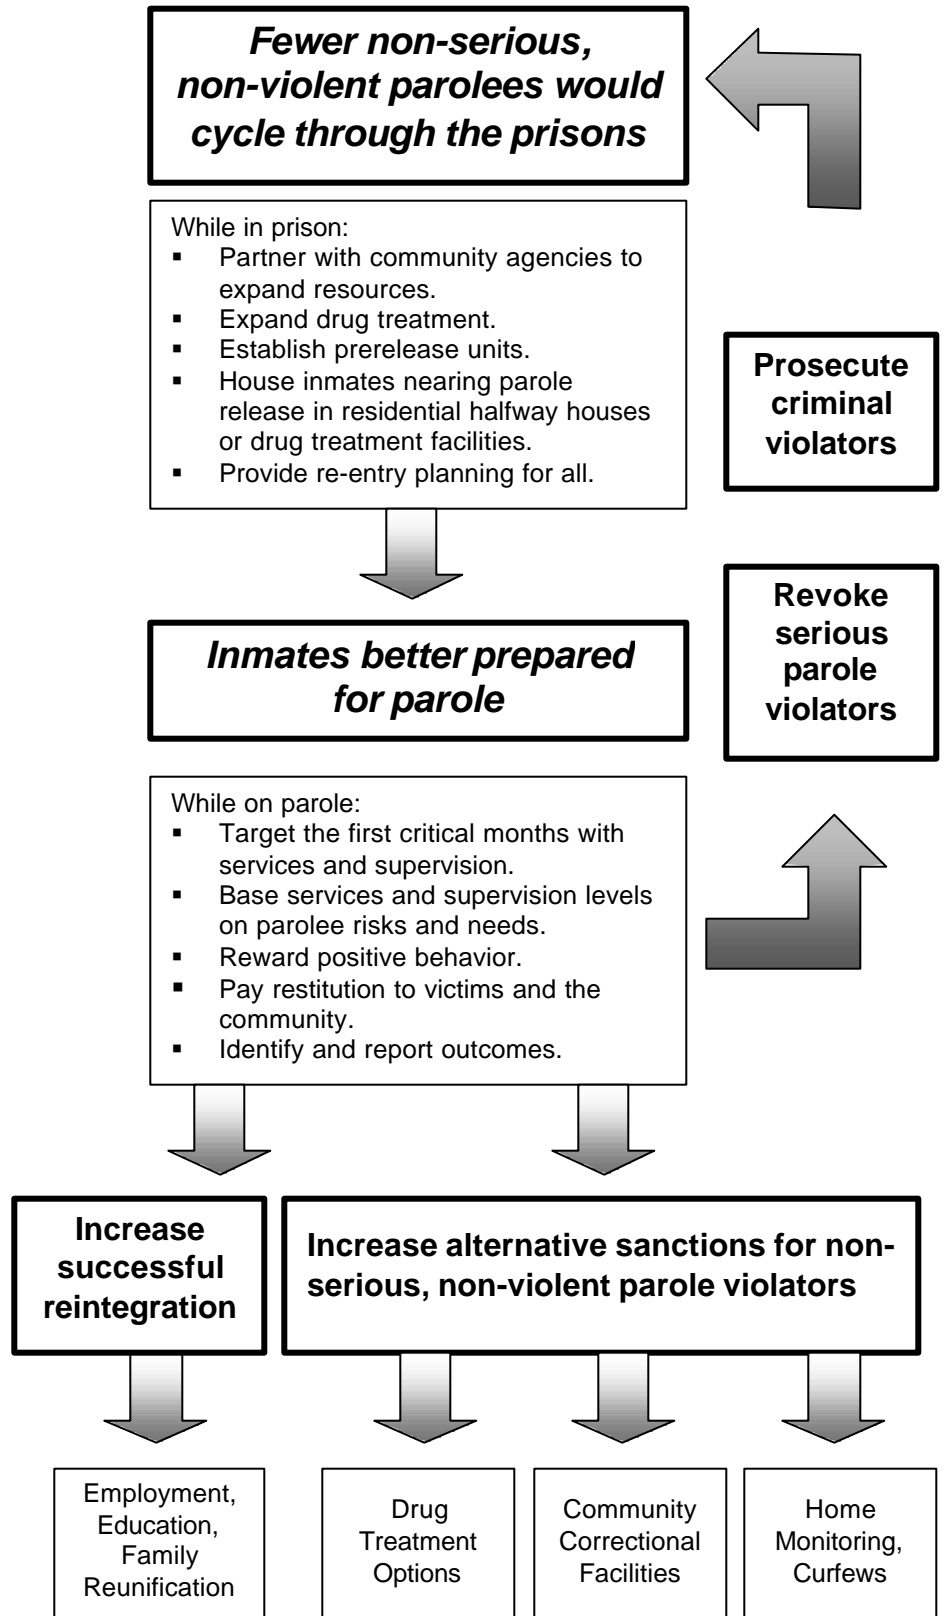 Fewer non-serious,
non-violent parolees would
cycle through the prisons
While in prison:
▪ Partner with community agencies to
expand resources.
▪ Expand drug treatment.
▪ Establish prerelease units.
▪ House inmates nearing parole
release in residential halfway houses
or drug treatment facilities.
▪ Provide re-entry planning for all.
Prosecute
criminal
violators
Revoke
serious
parole
violators
Inmates better prepared
for parole
While on parole:
▪ Target the first critical months with
services and supervision.
▪ Base services and supervision levels
on parolee risks and needs.
▪ Reward positive behavior.
▪ Pay restitution to victims and the
community.
▪ Identify and report outcomes.
Increase
successful
reintegration
Increase alternative sanctions for non-
serious, non-violent parole violators
Employment,
Education,
Family
Reunification
Drug
Treatment
Options
Community
Correctional
Facilities
Home
Monitoring,
Curfews